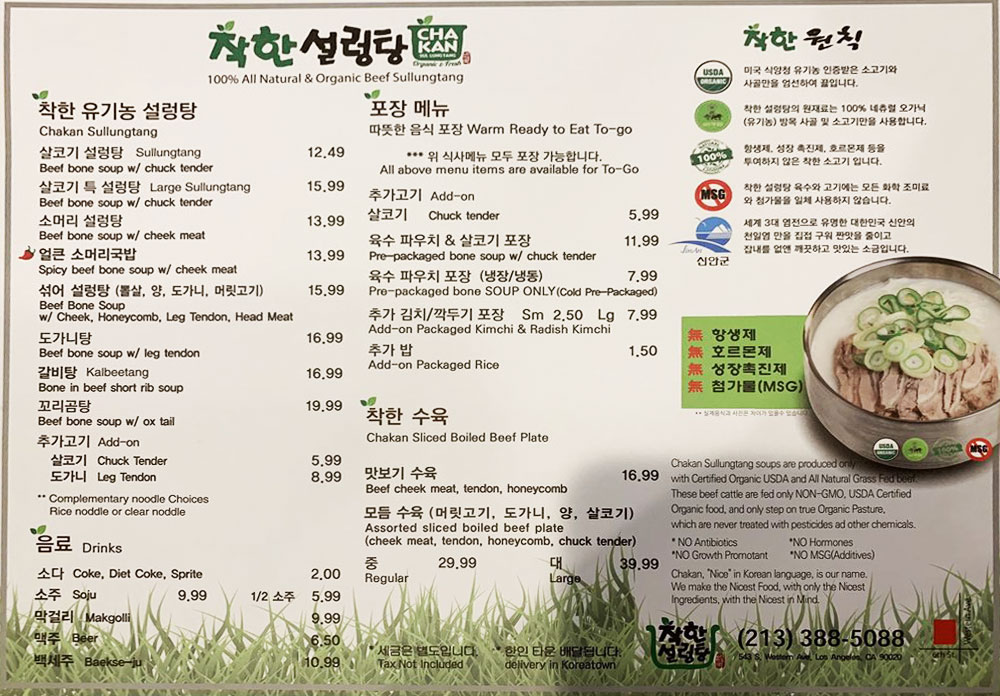 착한 설렁탕
CHA
KAN
SULLUNGTANG
Organic & Fresh
100% All Natural & Organic Beef Sullungtang
착한 유기농 설렁탕
Chakan Sullungtang
살코기 설렁탕 Sullungtang 12.49
Beef bone soup w/ chuck tender
살코기 특 설렁탕 Large Sullungtang 15.99
Beef bone soup w/ chuck tender
소머리 설렁탕 13.99
Beef bone soup w/ cheek meat
얼큰 소머리국밥 13.99
Spicy beef bone soup w/ cheek meat
섞어 설렁탕 (볼살, 양, 도가니, 머릿고기) 15.99
Beef Bone Soup
w/ Cheek, Honeycomb, Leg Tendon, Head Meat
도가니탕 16.99
Beef bone soup w/ leg tendon
갈비탕 Kalbeetang 16.99
Bone in beef short rib soup
꼬리곰탕 19.99
Beef bone soup w/ ox tail
추가고기 Add-on
살코기 Chuck Tender 5.99
도가니 Leg Tendon 8.99
** Complementary noodle Choices
Rice noddle or clear noddle
음료 Drinks
소다 Coke, Diet Coke, Sprite 2.00
소주 Soju 9.99 1/2 소주 5.99
막걸리 Makgolli 9.99
맥주 Beer 6.50
백세주 Baekse-ju 10.99
포장 메뉴
따뜻한 음식 포장 Warm Ready to Eat To-go
*** 위 식사메뉴 모두 포장 가능합니다.
All above menu items are available for To-Go
추가고기 Add-on
살코기 Chuck tender 5.99
육수 파우치 & 살코기 포장 11.99
Pre-packaged bone soup w/ chuck tender
육수 파우치 포장 (냉장/냉동) 7.99
Pre-packaged bone SOUP ONLY(Cold Pre-Packaged)
추가 김치/깍두기 포장 Sm 2.50 Lg 7.99
Add-on Packaged Kimchi & Radish Kimchi
추가 밥 1.50
Add-on Packaged Rice
착한 수육
Chakan Sliced Boiled Beef Plate
맛보기 수육 16.99
Beef cheek meat, tendon, honeycomb
모듬 수육 (머릿고기, 도가니, 양, 살코기)
Assorted sliced boiled beef plate
(cheek meat, tendon, honeycomb, chuck tender)
중 29.99 대 39.99
Regular Large
* 세금은 별도입니다. ** 한인 타운 배달됩니다.
Tax Not Included delivery in Koreatown
착한 원칙
USDA
ORGANIC
미국 식양청 유기농 인증받은 소고기와
사골만을 엄선하여 끓입니다.
착한 설렁탕의 원재료는 100% 네츄럴 오가닉
(유기농) 방목 사골 및 소고기만을 사용합니다.
100%
항생제, 성장 촉진제, 호르몬제 등을
투여하지 않은 착한 소고기 입니다.
MSG
착한 설렁탕 육수와 고기에는 모든 화학 조미료
와 첨가물을 일체 사용하지 않습니다.
신안군
세계 3대 염전으로 유명한 대한민국 신안의
천일염 만을 집접 구워 짠맛을 줄이고
잡내를 없앤 깨끗하고 맛있는 소금입니다.
無 항생제
無 호르몬제
無 성장촉진제
無 첨가물(MSG)
** 실제음식과 사진은 차이가 있을수 있습니다
USDA
ORGANIC
MSG
Chakan Sullungtang soups are produced only
with Certified Organic USDA and All Natural Grass Fed beef.
These beef cattle are fed only NON-GMO, USDA Certified
Organic food, and only step on true Organic Pasture,
which are never treated with pesticides ad other chemicals.
* NO Antibiotics *NO Hormones
*NO Growth Promotant *NO MSG(Additives)
Chakan, "Nice" in Korean language, is our name.
We make the Nicest Food, with only the Nicest
Ingredients, with the Nicest in Mind.
착한
설렁탕
(213) 388-5088
543 S. Western Ave, Los Angeles, CA 90020
6th St.
Western Ave